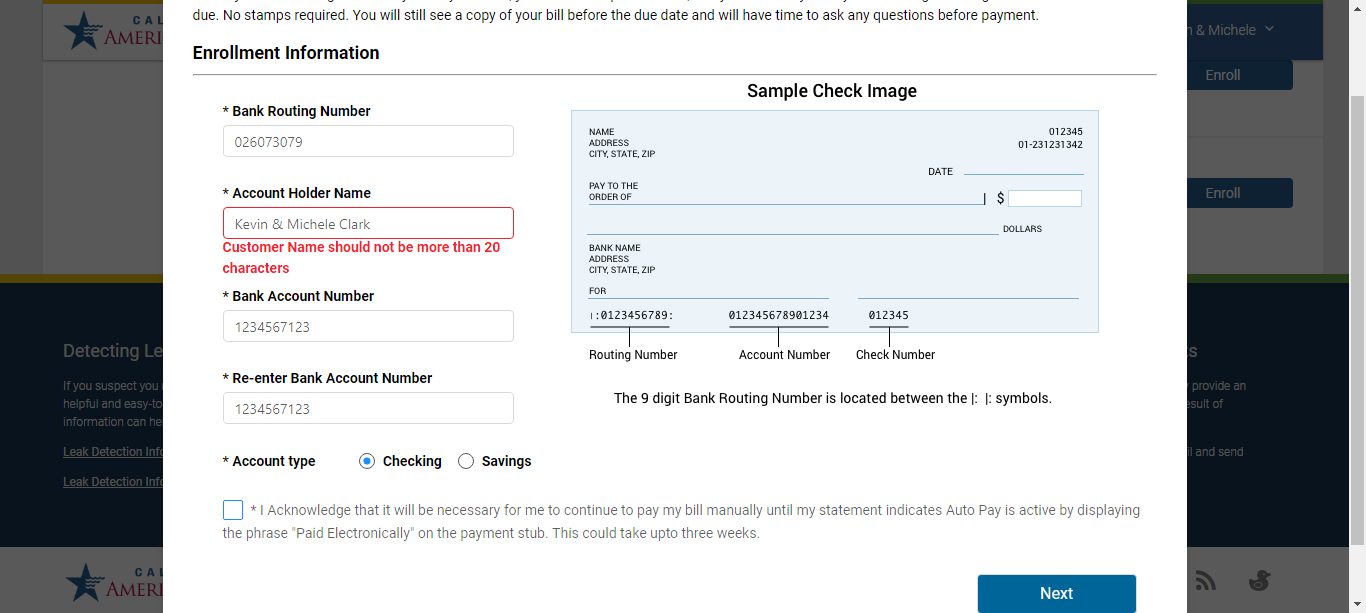 due. No stamps required. You will still see a copy of your bill before the due date and will have time to ask any questions before payment.
CAL
AMERI
& Michele
Enrollment Information
Enroll
Sample Check Image
* Bank Routing Number
026073079
NAME
ADDRESS
CITY, STATE, ZIP
012345
01-231231342
DATE
* Account Holder Name
Kevin & Michele Clark
Customer Name should not be more than 20
characters
PAY TO THE
ORDER OF
$
Enroll
DOLLARS
BANK NAME
ADDRESS
CITY, STATE, ZIP
FOR
* Bank Account Number
1234567123
|:0123456789:
012345678901234
012345
Routing Number
Account Number
Check Number
* Re-enter Bank Account Number
1234567123
The 9 digit Bank Routing Number is located between the |: |: symbols.
* Account type
Checking
Savings
* I Acknowledge that it will be necessary for me to continue to pay my bill manually until my statement indicates Auto Pay is active by displaying
the phrase "Paid Electronically" on the payment stub. This could take upto three weeks.
Next
Detecting Le
If you suspect you
helpful and easy-to
information can he
Leak Detection Info
Leak Detection Info
provide an
esult of
il and send
CAL
AMERI